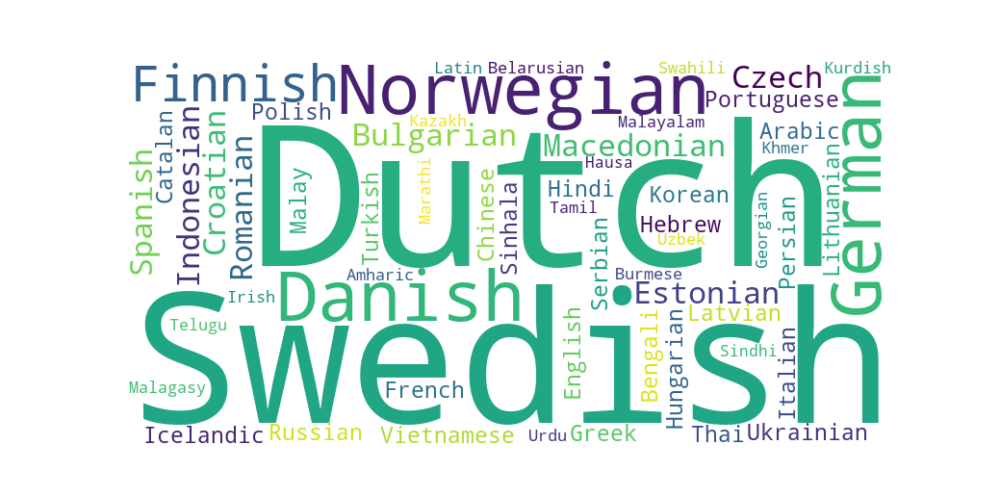 Latin
Belarusian
Swahili
Kurdish
Finnish
Norwegian
Czech
Portuguese
German
Polish
Kazakh
Malayalam
Catalan
Indonesian
Croatian
Romanian
Bulgarian
Macedonian
Arabic
Khmer
Dutch
Spanish
Malay
Turkish
Marathi
Chinese
Sinhala
Hausa
Hindi
Tamil
Korean
Hebrew
Uzbek
Georgian
Persian
Lithuanian
Amharic
Serbian
Burmese
Irish
Danish
Estonian
Telugu
Swedish
Latvian
English
Bengali
Hungarian
Sindhi
Italian
Malagasy
French
Icelandic
Russian
Vietnamese
Urdu
Greek
Thai
Ukrainian